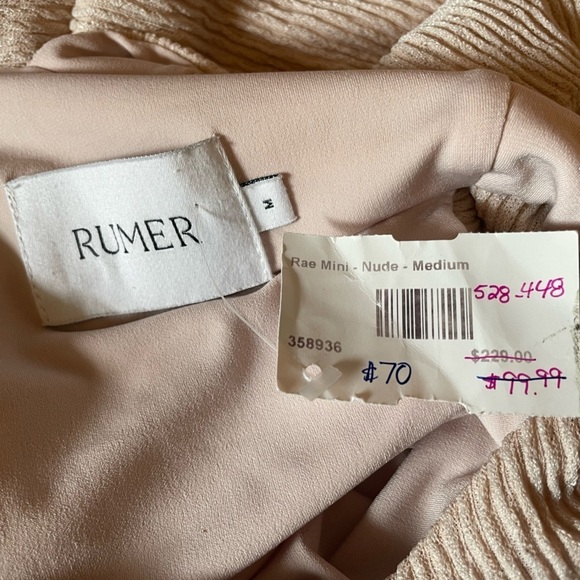 RUMER
M
Rae Mini - Nude - Medium
528-448
358936
$229.00
$70
$99.99